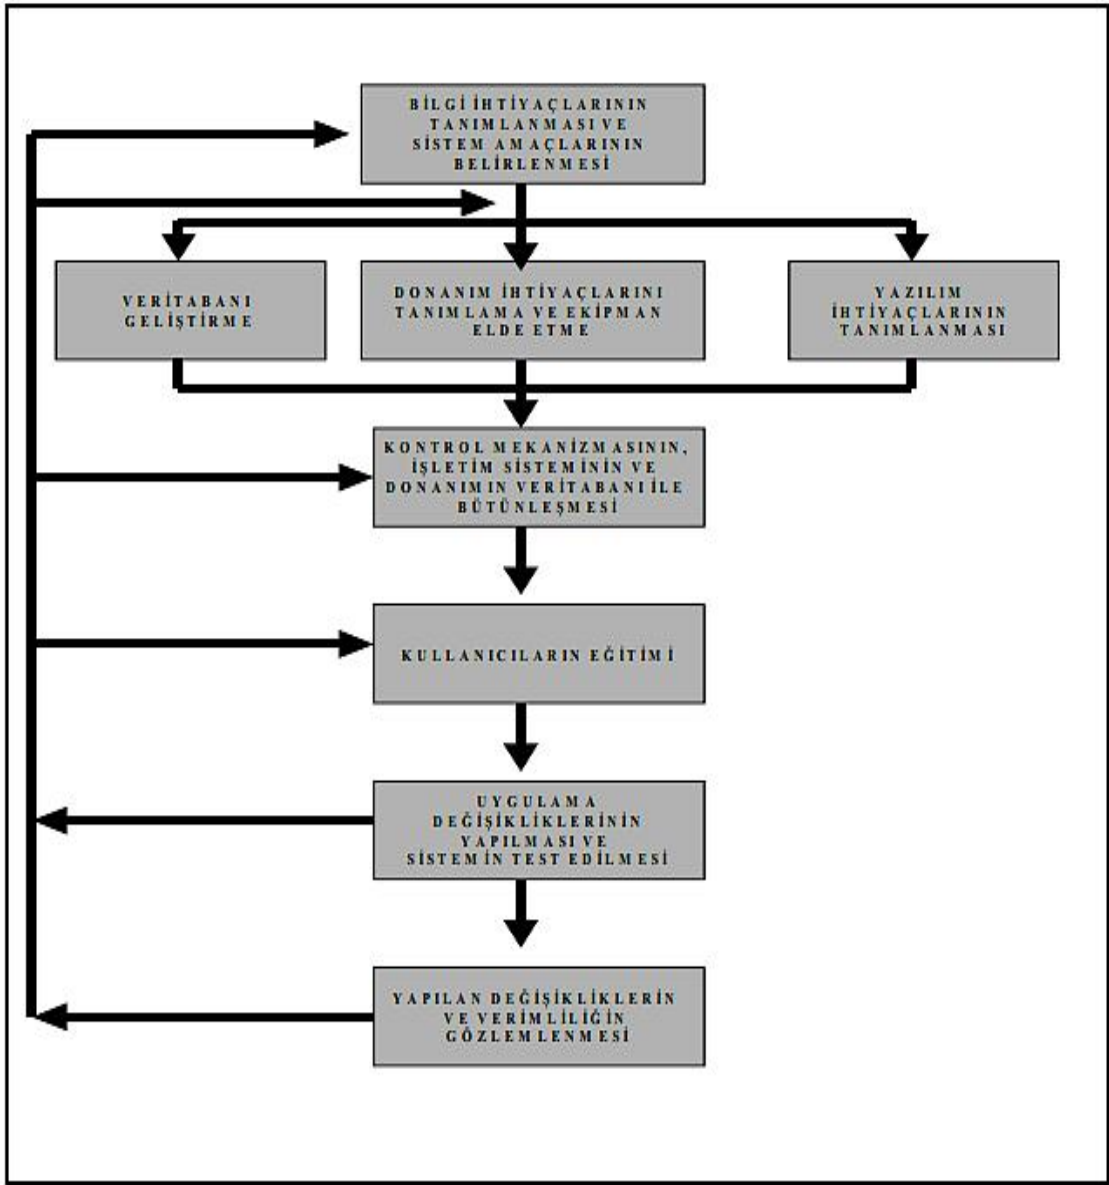 BİLGİ İHTİYAÇLARININ
TANIMLANMASI VE
SİSTEM AMAÇLARININ
BELİRLENMESİ
VERİTABANI
GELİŞTİRME
DONANIM İHTİYAÇLARINI
TANIMLAMA VE EKİPMAN
ELDE ETME
YAZILIM
İHTİYAÇLARININ
TANIMLANMASI
KONTROL MEKANİZMASININ,
İŞLETİM SİSTEMİNİN VE
DONANIMIN VERİTABANI İLE
BÜTÜNLEŞMESİ
KULLANICILARIN EĞİTİMİ
UYGULAMA
DEĞİŞİKLİKLERİNİN
YAPILMASI VE
SİSTEMİN TEST EDİLMESİ
YAPILAN DEĞİŞİKLİKLERİN
VE VERİMLİLİĞİN
GÖZLEMLENMESİ